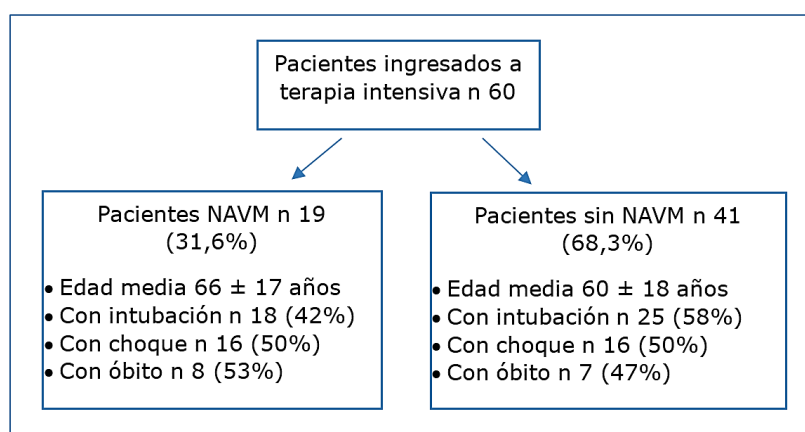 Pacientes ingresados a
terapia intensiva n 60
Pacientes NAVM n 19
(31,6%)
• Edad media 66 ± 17 años
• Con intubación n 18 (42%)
• Con choque n 16 (50%)
• Con óbito n 8 (53%)
Pacientes sin NAVM n 41
(68,3%)
• Edad media 60 ± 18 años
• Con intubación n 25 (58%)
• Con choque n 16 (50%)
• Con óbito n 7 (47%)